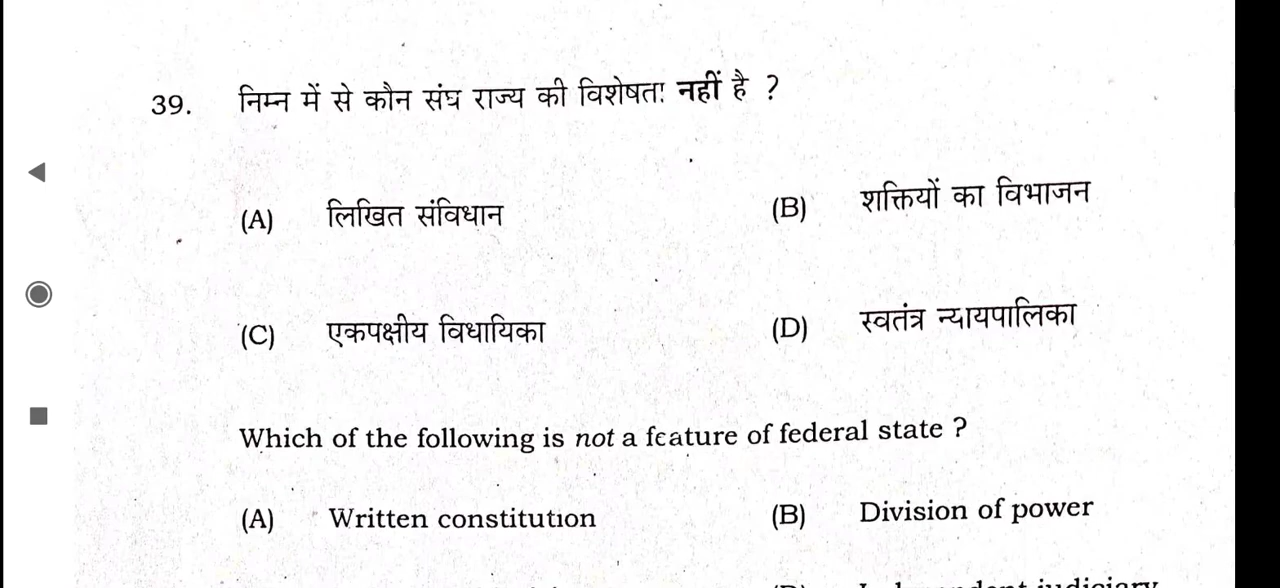 39. निम्न में से कौन संघ राज्य की विशेषता नहीं है ?
(A) लिखित संविधान (B) शक्तियों का विभाजन
(C) एकपक्षीय विधायिका (D) स्वतंत्र न्यायपालिका
Which of the following is not a feature of federal state ?
(A) Written constitution (B) Division of power
judiciary